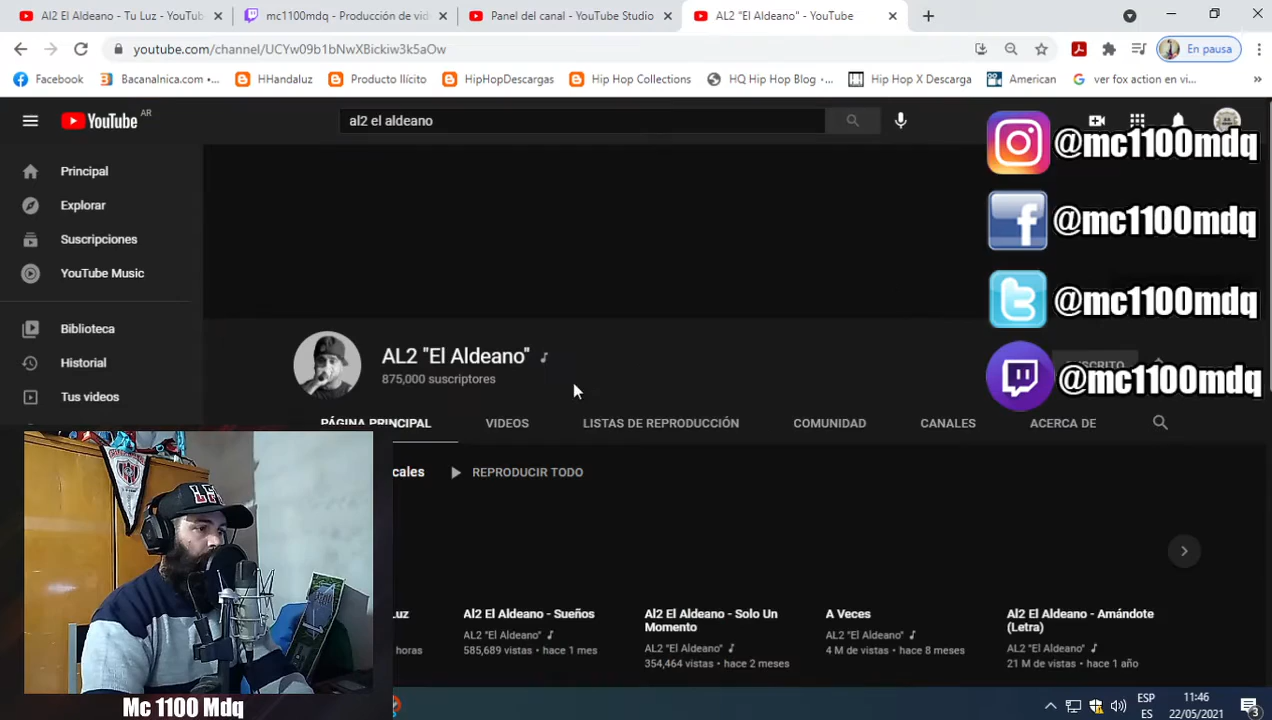 Al2 El Aldeano - Tu Luz - YouTub
mc1100mdq - Producción de vid
Panel del canal - YouTube Studio
AL2 "El Aldeano" - YouTube
youtube.com/channel/UCYw09b1bNwXBickiw3k5aOw
En pausa
Facebook
BacanaInica.com •...
HHandaluz
Producto Ilícito
HipHopDescargas
Hip Hop Collections
HQ Hip Hop Blog •...
Hip Hop X Descarga
American
ver fox action en vi...
YouTube AR
al2 el aldeano
@mc1100mdq
Principal
Explorar
Suscripciones
@mc1100mdq
YouTube Music
@mc1100mdq
Biblioteca
Historial
Tus videos
AL2 "El Aldeano"
875,000 suscriptores
@mc1100mdq
PÁGINA PRINCIPAL
VIDEOS
LISTAS DE REPRODUCCIÓN
COMUNIDAD
CANALES
ACERCA DE
cales
REPRODUCIR TODO
uz
horas
Al2 El Aldeano - Sueños
AL2 "El Aldeano"
585,689 vistas • hace 1 mes
Al2 El Aldeano - Solo Un
Momento
AL2 "El Aldeano"
354,464 vistas • hace 2 meses
A Veces
AL2 "El Aldeano"
4 M de vistas • hace 8 meses
Al2 El Aldeano - Amándote
(Letra)
AL2 "El Aldeano"
21 M de vistas • hace 1 año
Mc 1100 Mdq
ESP
ES
11:46
22/05/2021
3